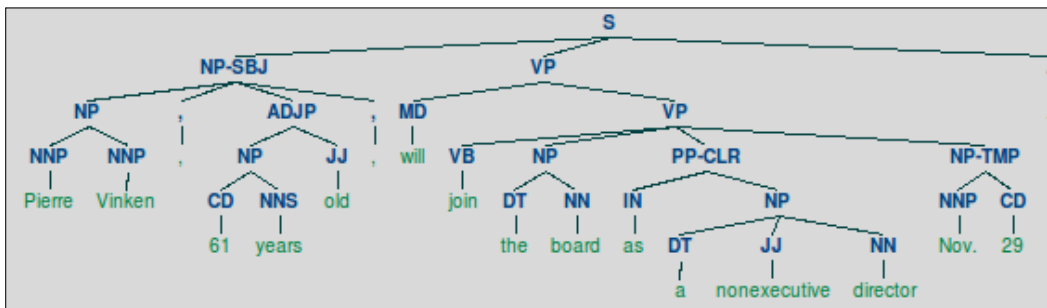 S
NP-SBJ VP
NP , ADJP , MD VP
NNP NNP , NP JJ , will VB NP PP-CLR NP-TMP
Pierre Vinken CD NNS old join DT NN IN NP NNP CD
61 years the board as DT JJ NN Nov. 29
a nonexecutive director